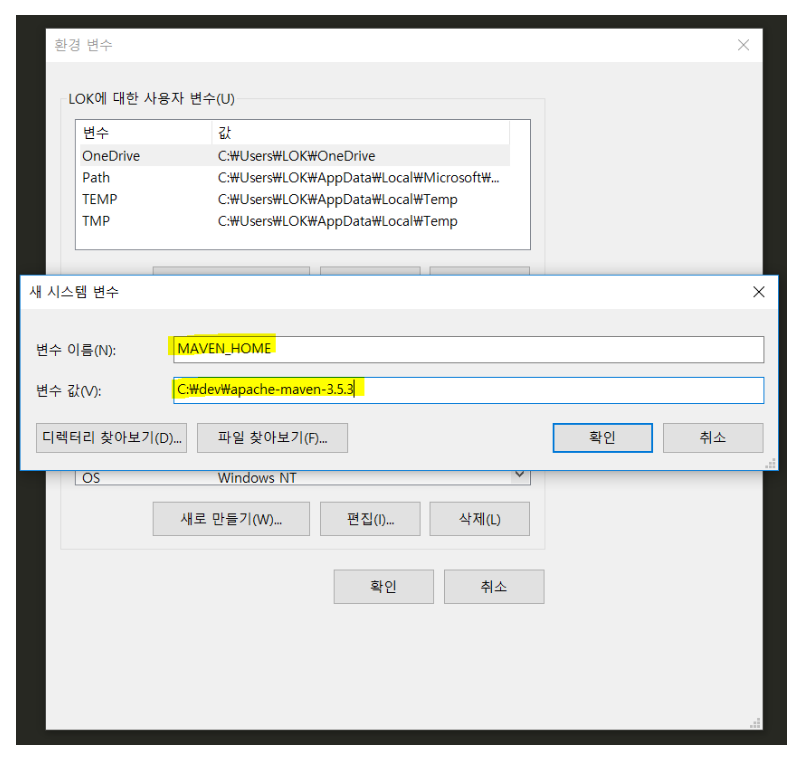 환경 변수
LOK에 대한 사용자 변수(U)
변수 값
OneDrive C:₩Users₩LOK₩OneDrive
Path C:₩Users₩LOK₩AppData₩Local₩Microsoft₩...
TEMP C:₩Users₩LOK₩AppData₩Local₩Temp
TMP C:₩Users₩LOK₩AppData₩Local₩Temp
새 시스템 변수
변수 이름(N): MAVEN_HOME
변수 값(V): C:₩dev₩apache-maven-3.5.3
디렉터리 찾아보기(D)... 파일 찾아보기(F)... 확인 취소
OS Windows NT
새로 만들기(W)... 편집(I)... 삭제(L)
확인 취소